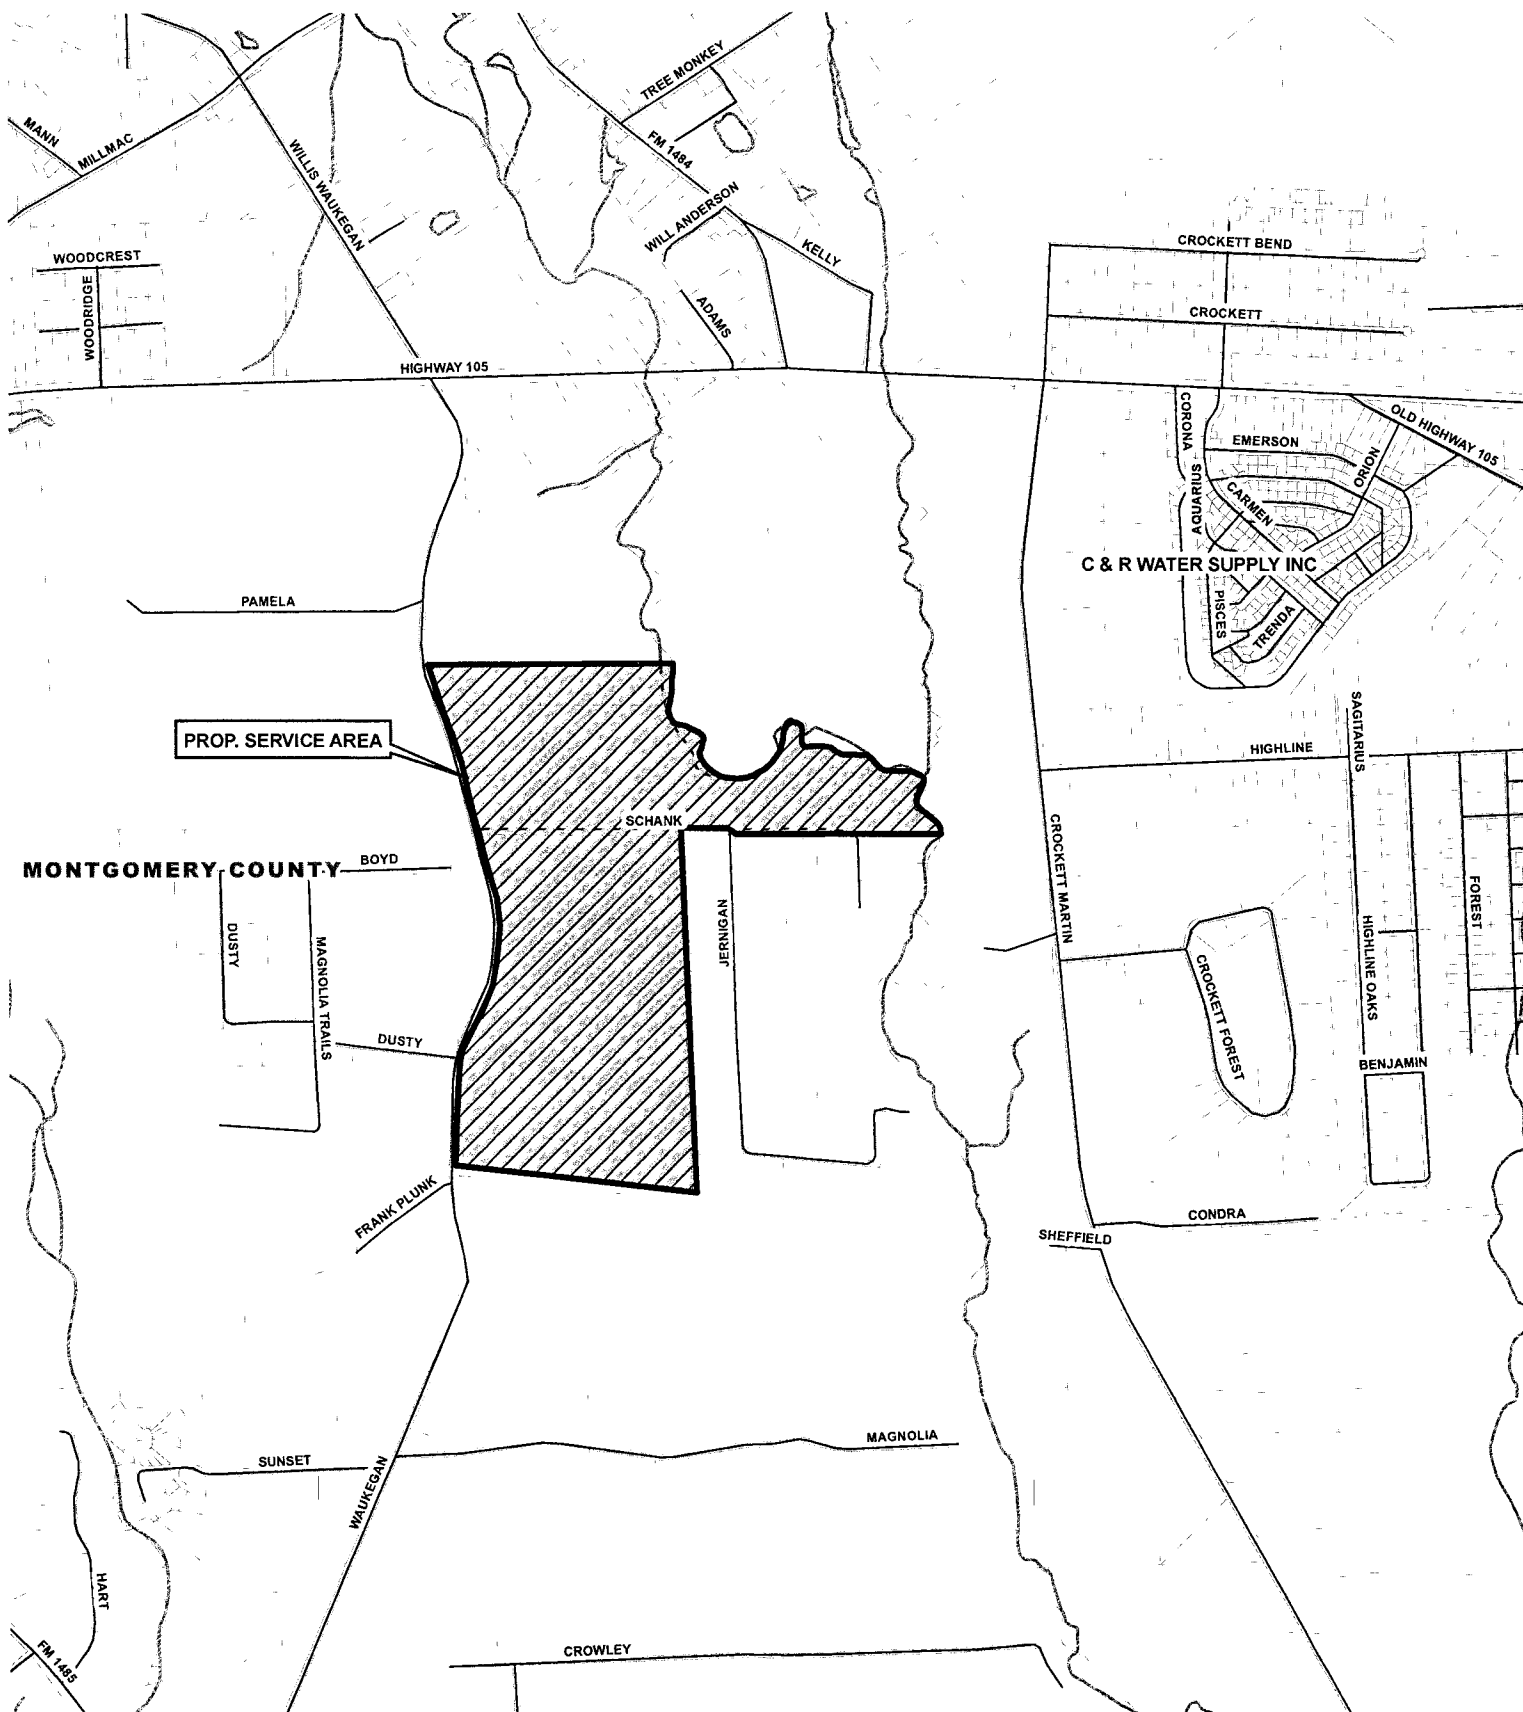 TREE MONKEY
MANN
MILLMAC
FM 1484
WILLIS WAUKEGAN
WILL ANDERSON
KELLY
CROCKETT BEND
WOODCREST
WOODRIDGE
ADAMS
CROCKETT
HIGHWAY 105
CORONA
OLD HIGHWAY 105
EMERSON
ORION
AQUARIUS
CARMEN
C & R WATER SUPPLY INC
PISCES
TRENDA
PAMELA
SAGITARIUS
PROP. SERVICE AREA
HIGHLINE
SCHANK
CROCKETT MARTIN
MONTGOMERY COUNTY
BOYD
DUSTY
MAGNOLIA TRAILS
JERNIGAN
FOREST
HIGHLINE OAKS
CROCKETT FOREST
DUSTY
BENJAMIN
FRANK PLUNK
CONDRA
SHEFFIELD
MAGNOLIA
SUNSET
WAUKEGAN
HART
FM 1485
CROWLEY